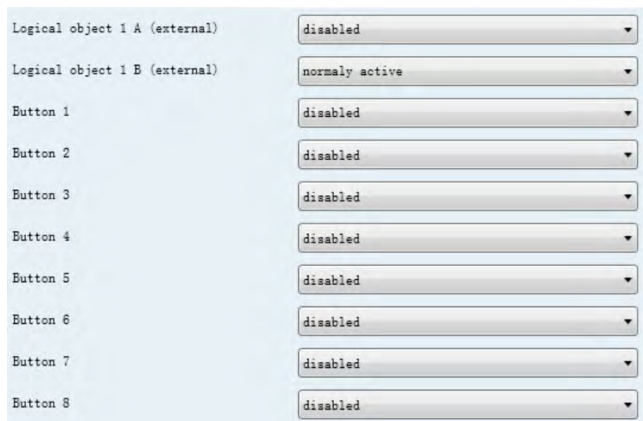 Logical object 1 A (external) disabled
Logical object 1 B (external) normaly active
Button 1 disabled
Button 2 disabled
Button 3 disabled
Button 4 disabled
Button 5 disabled
Button 6 disabled
Button 7 disabled
Button 8 disabled